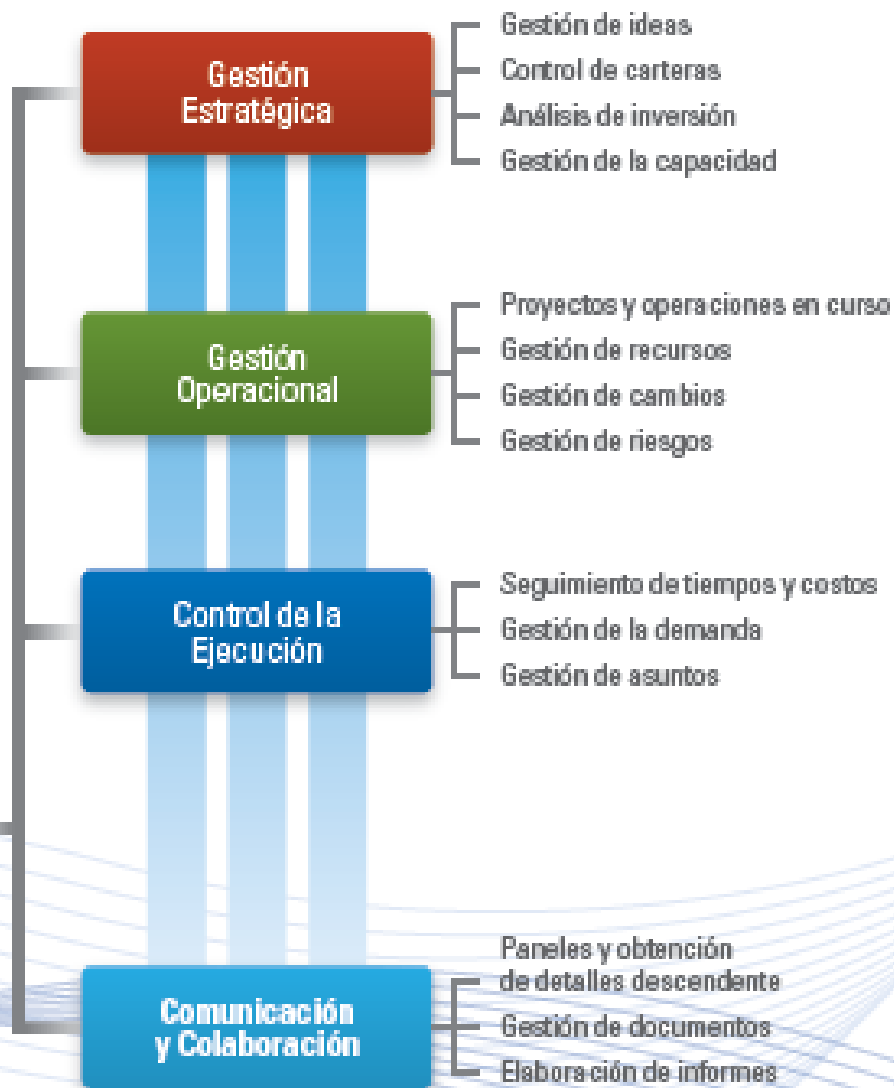 Gestión
Estratégica
Gestión de ideas
Control de carteras
Análisis de inversión
Gestión de la capacidad
Gestión
Operacional
Proyectos y operaciones en curso
Gestión de recursos
Gestión de cambios
Gestión de riesgos
Control de la
Ejecución
Seguimiento de tiempos y costos
Gestión de la demanda
Gestión de asuntos
Comunicación
y Colaboración
Paneles y obtención
de detalles descendente
Gestión de documentos
Elaboración de informes